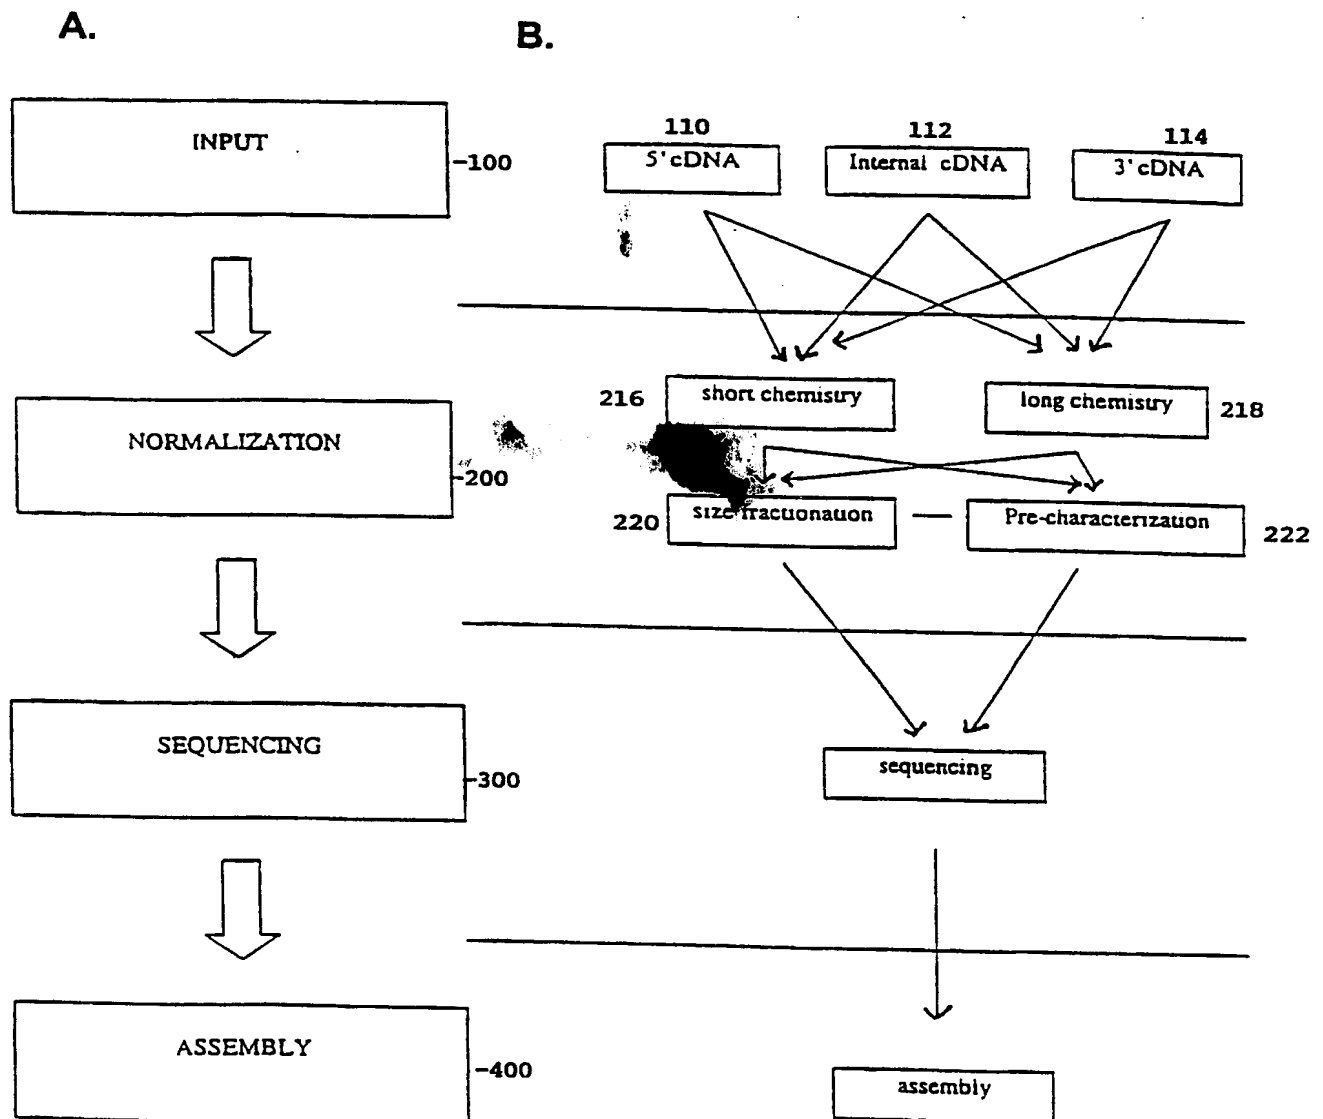 A.
INPUT
-100
NORMALIZATION
-200
SEQUENCING
-300
ASSEMBLY
-400
B.
110
112
114
5'cDNA
Internal cDNA
3'cDNA
216
short chemistry
long chemistry
218
220
size fractionation
Pre-characterization
222
sequencing
assembly